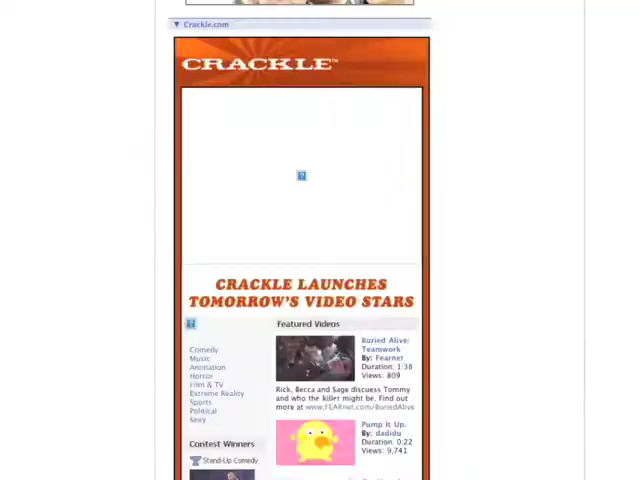 ▼ Crackle.com
CRACKLE™
CRACKLE LAUNCHES
TOMORROW'S VIDEO STARS
Featured Videos
Comedy
Music
Animation
Horror
Film & TV
Extreme Reality
Sports
Political
Sexy
Buried Alive:
Teamwork
By: Fearnet
Duration: 1:38
Views: 809
Rick, Becca and Sage discuess Tommy
and who the killer might be. Find out
more at www.FEARnet.com/BuriedAlive
Pump it Up.
By: dadidu
Duration: 0:22
Views: 9,741
Contest Winners
Stand-Up Comedy